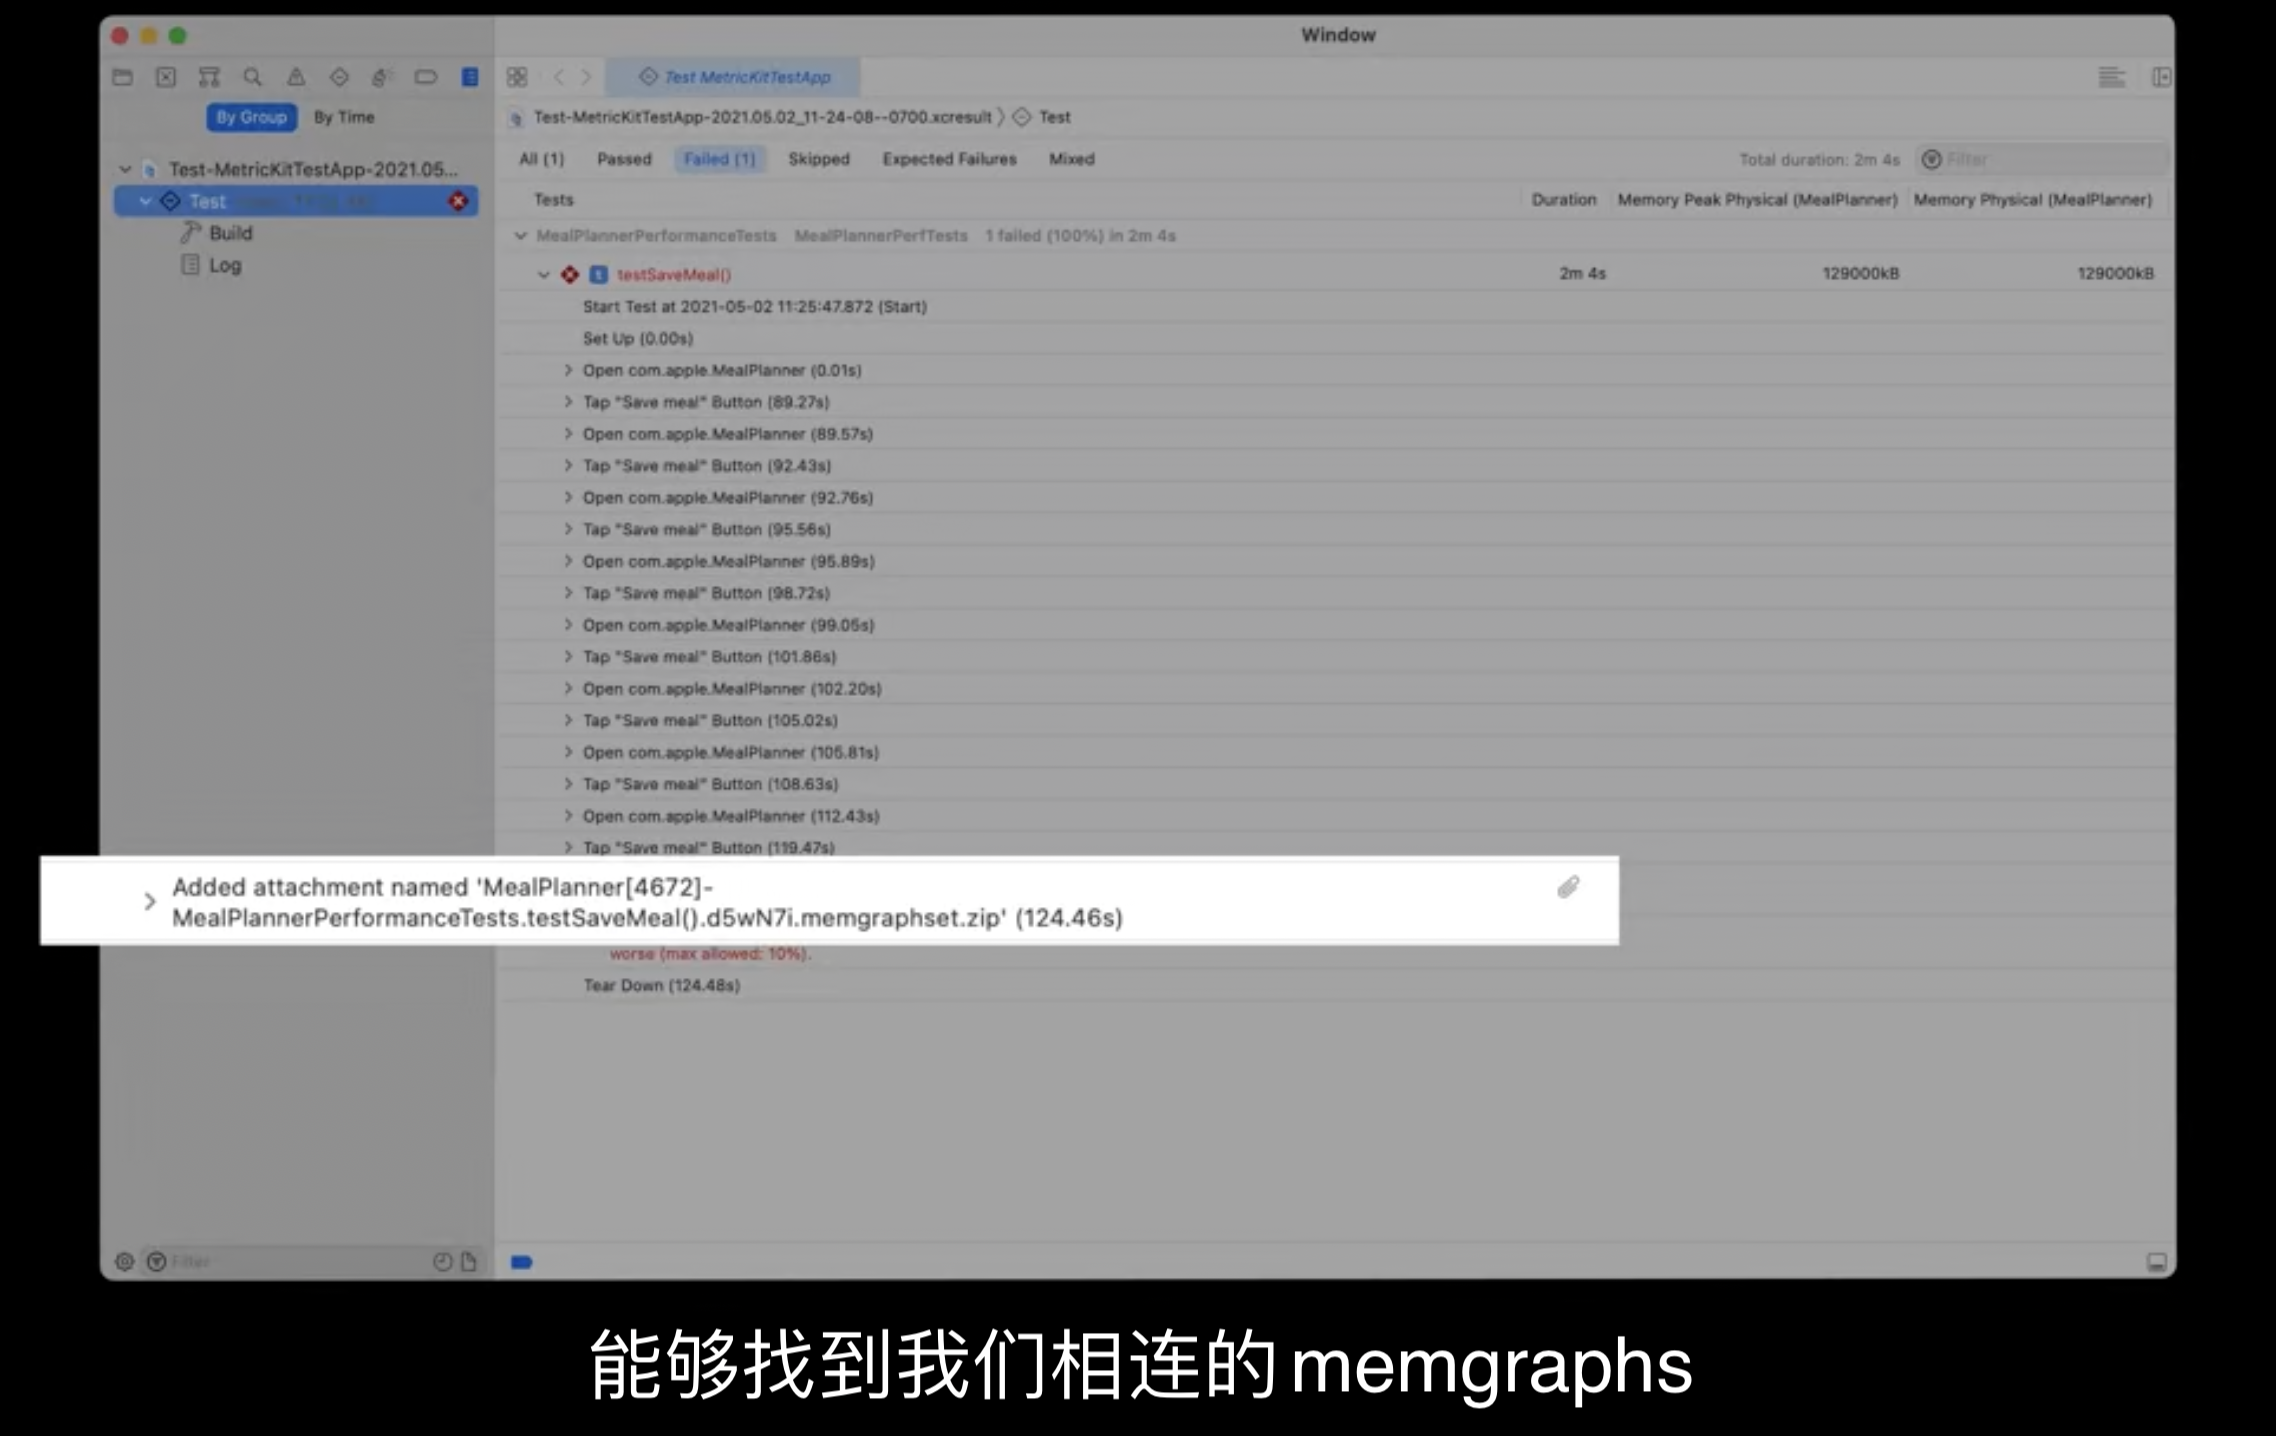 Window
Test MetricKitTestApp
By Group By Time
Test-MetricKitTestApp-2021.05.02_11-24-08--0700.xcresult Test
All (1) Passed Failed (1) Skipped Expected Failures Mixed Total duration: 2m 4s Filter
Test-MetricKitTestApp-2021.05...
Test
Build
Log
Tests Duration Memory Peak Physical (MealPlanner) Memory Physical (MealPlanner)
MealPlannerPerformanceTests MealPlannerPerfTests 1 failed (100%) in 2m 4s
testSaveMeal() 2m 4s 129000kB 129000kB
Start Test at 2021-05-02 11:25:47.872 (Start)
Set Up (0.00s)
Open com.apple.MealPlanner (0.01s)
Tap "Save meal" Button (89.27s)
Open com.apple.MealPlanner (89.57s)
Tap "Save meal" Button (92.43s)
Open com.apple.MealPlanner (92.76s)
Tap "Save meal" Button (95.56s)
Open com.apple.MealPlanner (95.89s)
Tap "Save meal" Button (98.72s)
Open com.apple.MealPlanner (99.05s)
Tap "Save meal" Button (101.86s)
Open com.apple.MealPlanner (102.20s)
Tap "Save meal" Button (105.02s)
Open com.apple.MealPlanner (105.81s)
Tap "Save meal" Button (108.63s)
Open com.apple.MealPlanner (112.43s)
Tap "Save meal" Button (119.47s)
Added attachment named 'MealPlanner[4672]-
MealPlannerPerformanceTests.testSaveMeal().d5wN7i.memgraphset.zip' (124.46s)
worse (max allowed: 10%).
Tear Down (124.48s)
Filter
能够找到我们相连的memgraphs